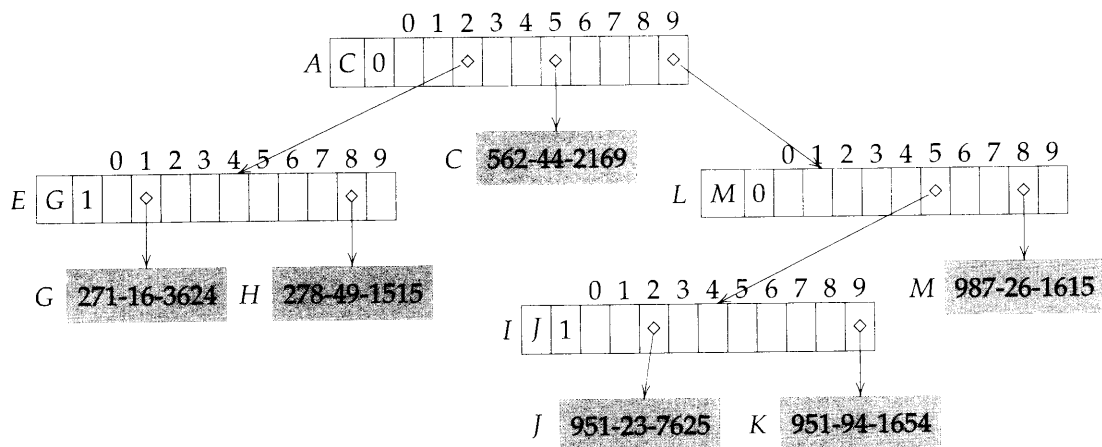 0 1 2 3 4 5 6 7 8 9
A C 0
C 562-44-2169
0 1 2 3 4 5 6 7 8 9
E G 1
0 1 2 3 4 5 6 7 8 9
L M 0
G 271-16-3624
H 278-49-1515
M 987-26-1615
0 1 2 3 4 5 6 7 8 9
I J 1
J 951-23-7625
K 951-94-1654